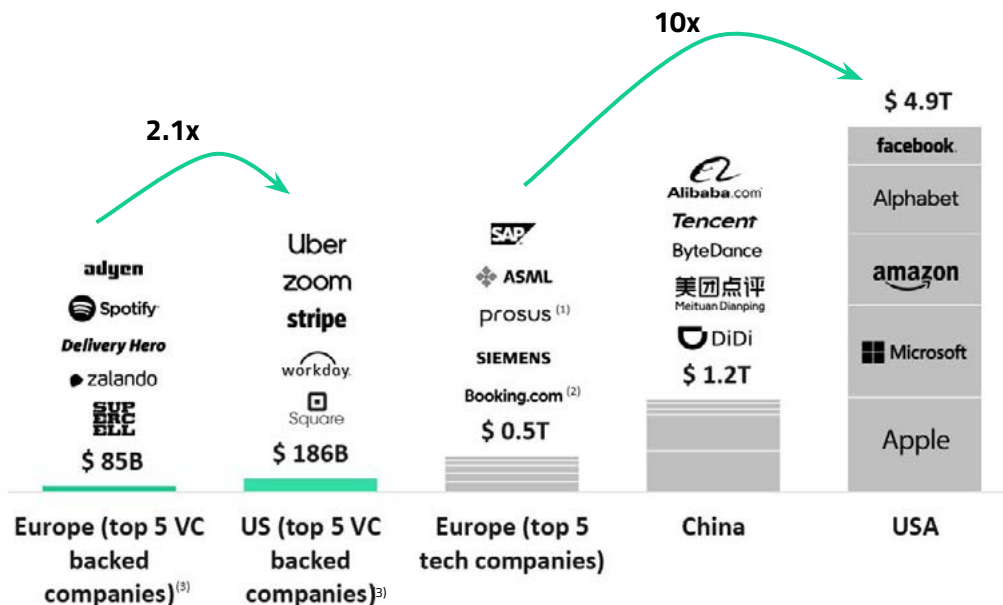 10x
2.1x
adyen
Spotify
Delivery Hero
zalando
SUP
ERC
ELL
$ 85B
Uber
zoom
stripe
workday.
Square
$ 186B
SAP
ASML
prosus (1)
SIEMENS
Booking.com (2)
$ 0.5T
Alibaba.com
Tencent
ByteDance
美团点评
Meituan Dianping
DiDi
$ 1.2T
$ 4.9T
facebook.
Alphabet
amazon
Microsoft
Apple
Europe (top 5 VC
backed
companies)(3)
US (top 5 VC
backed
companies)3)
Europe (top 5
tech companies)
China
USA